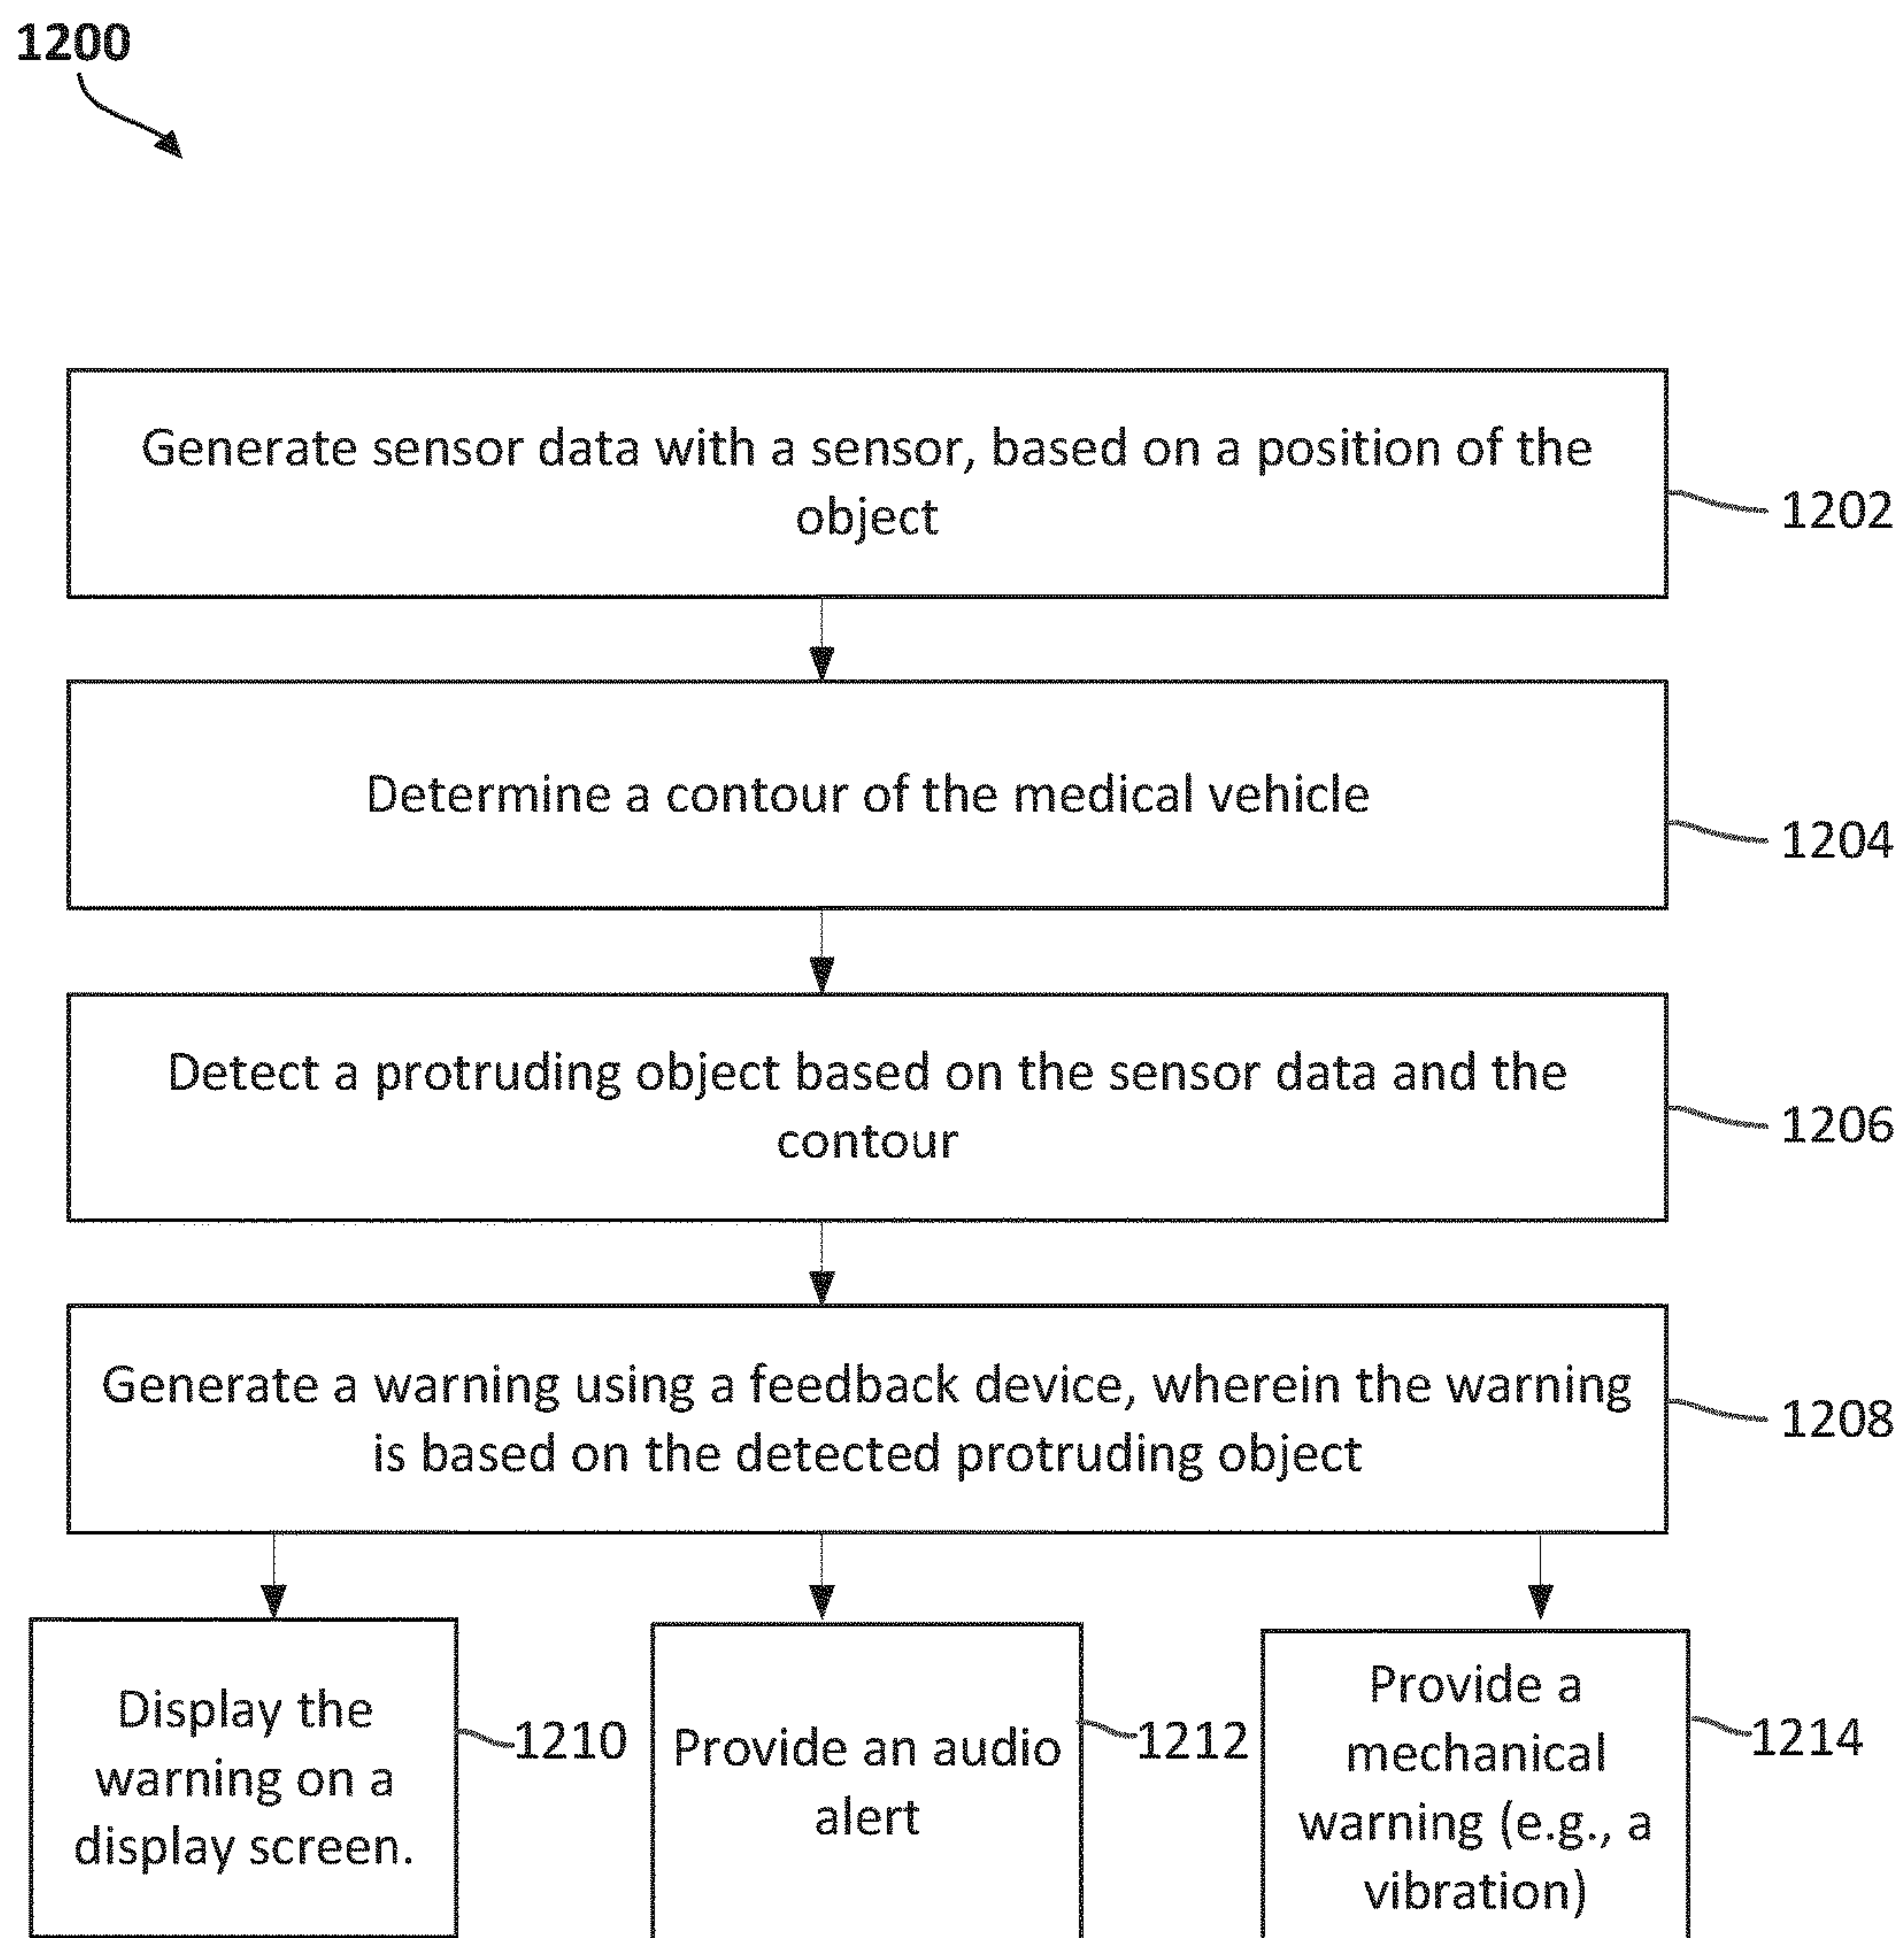 1200
Generate sensor data with a sensor, based on a position of the
object
1202
Determine a contour of the medical vehicle
1204
Detect a protruding object based on the sensor data and the
contour
1206
Generate a warning using a feedback device, wherein the warning
is based on the detected protruding object
1208
Display the
warning on a
display screen.
1210
Provide an audio
alert
1212
Provide a
mechanical
warning (e.g., a
vibration)
1214